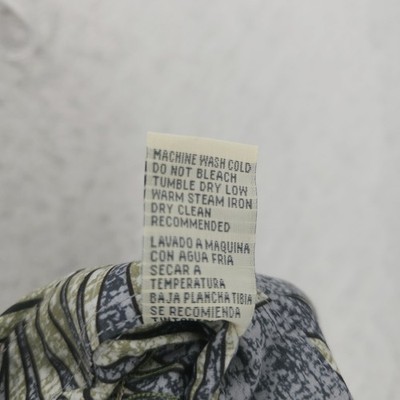 MACHINE WASH COLD
DO NOT BLEACH
TUMBLE DRY LOW
WARM STEAM IRON
DRY CLEAN
RECOMMENDED
LAVADO A MAQUINA
CON AGUA FRIA
SECAR A
TEMPERATURA
BAJA PLANCHA TIBIA
SE RECOMIENDA